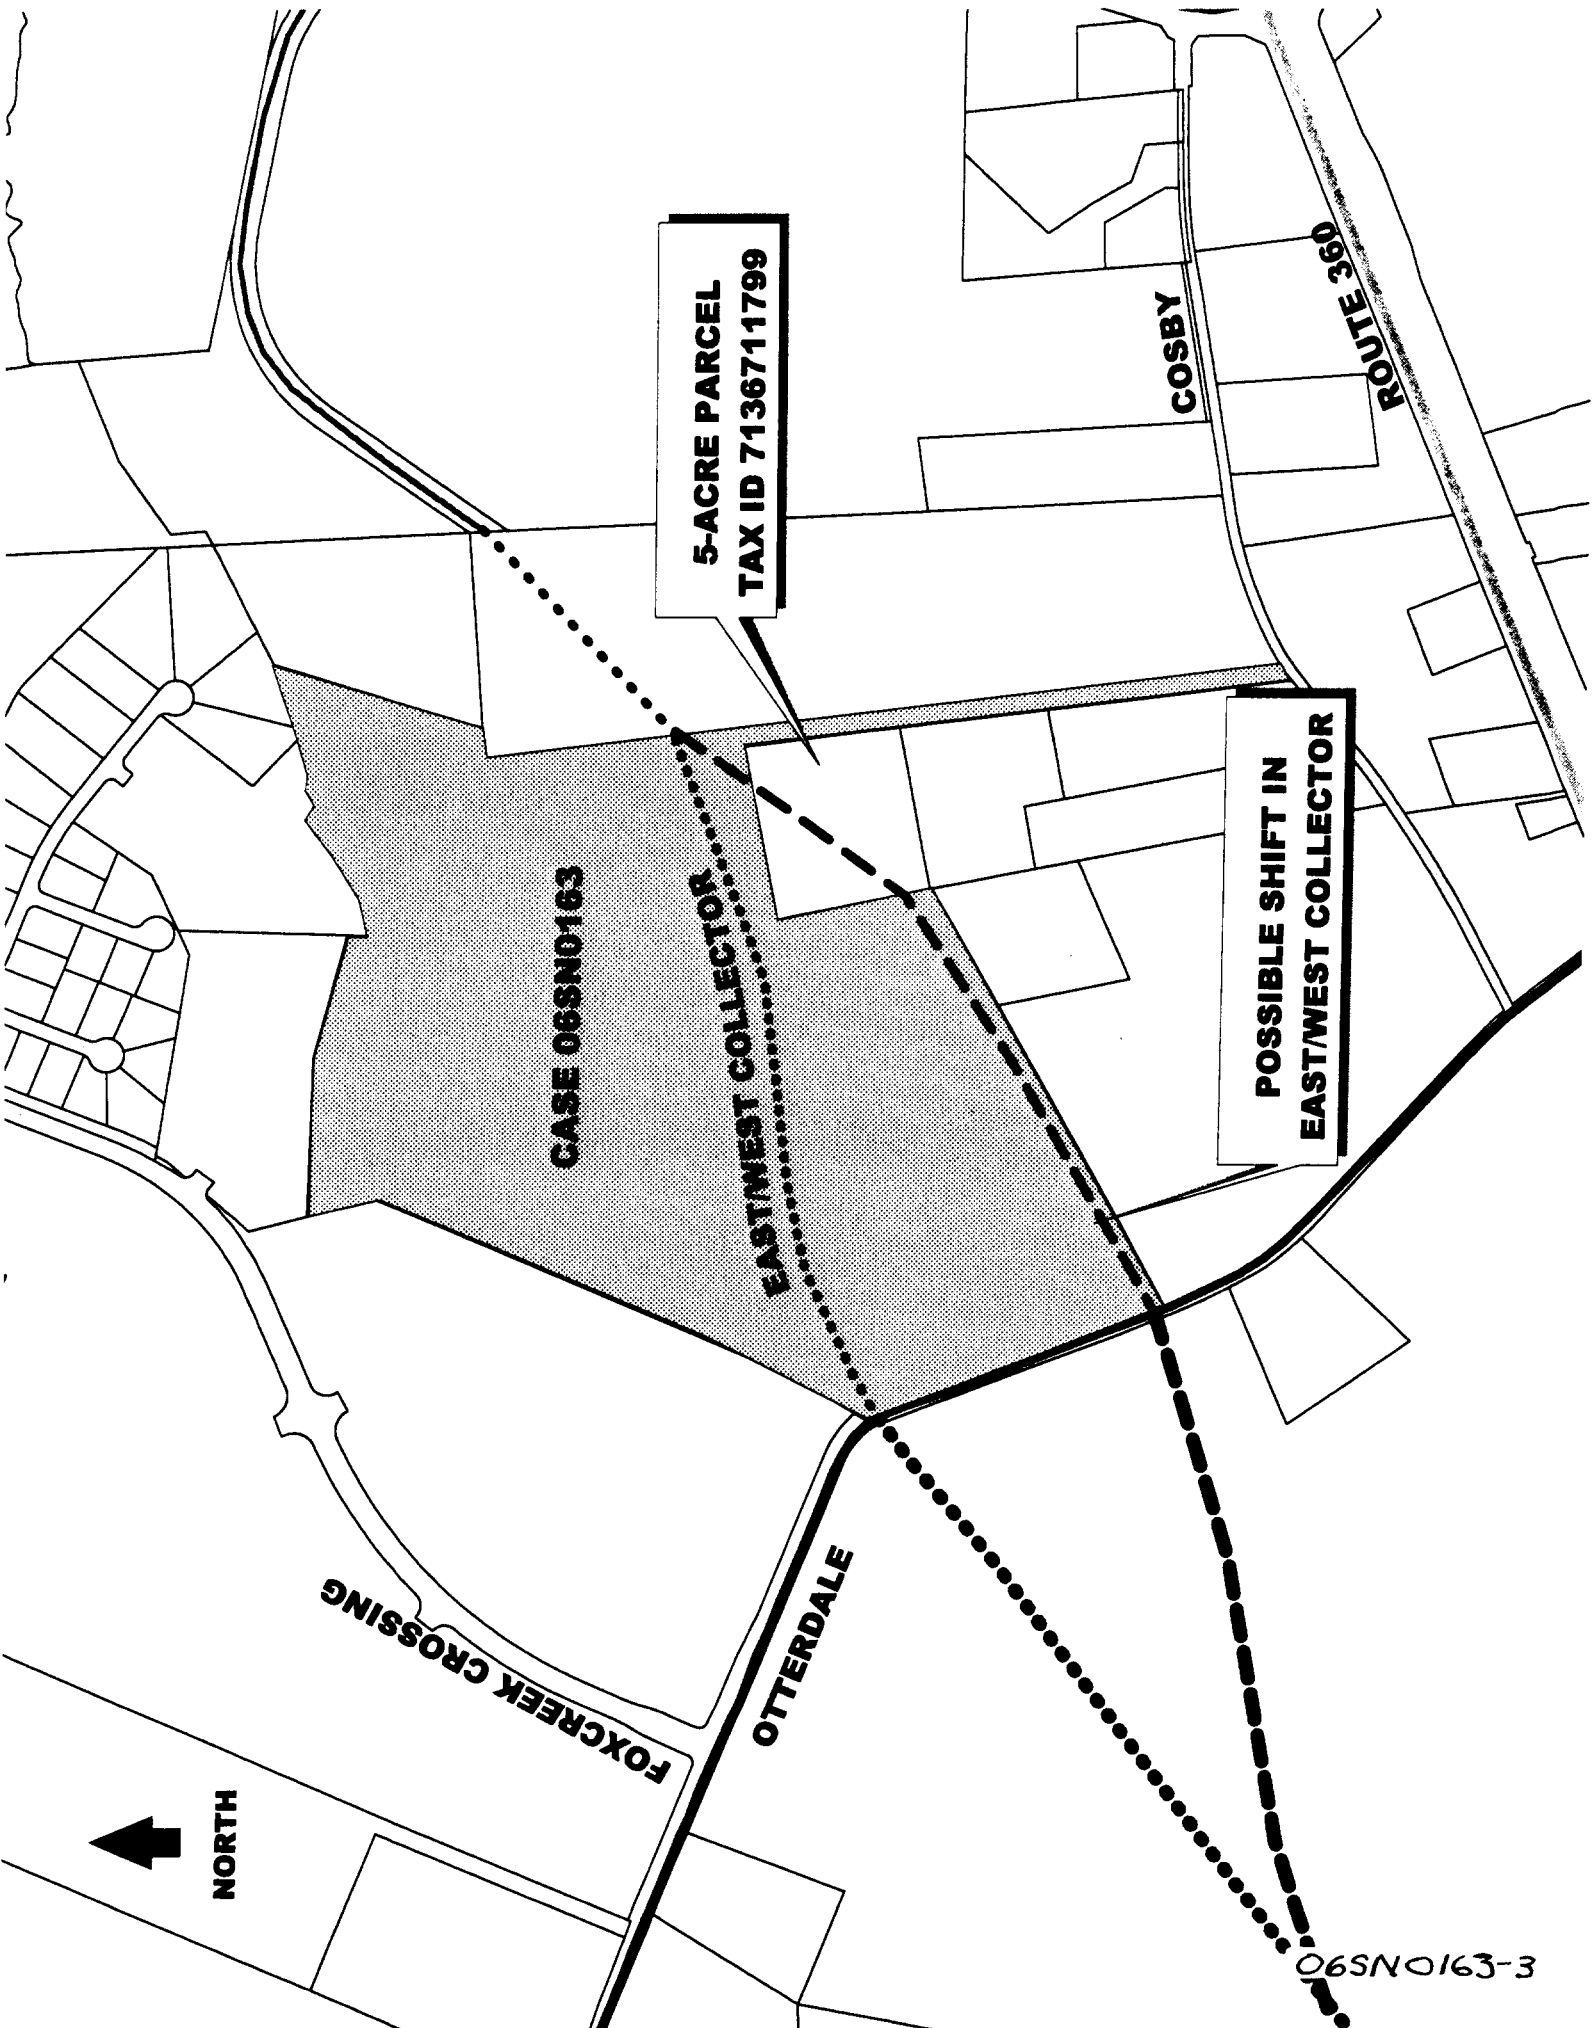 5-ACRE PARCEL
TAX ID 7136711799
COSBY
ROUTE 360
CASE 06SN0163
EAST/WEST COLLECTOR
POSSIBLE SHIFT IN
EAST/WEST COLLECTOR
FOXCREEK CROSSING
OTTERDALE
NORTH
06SN0163-3